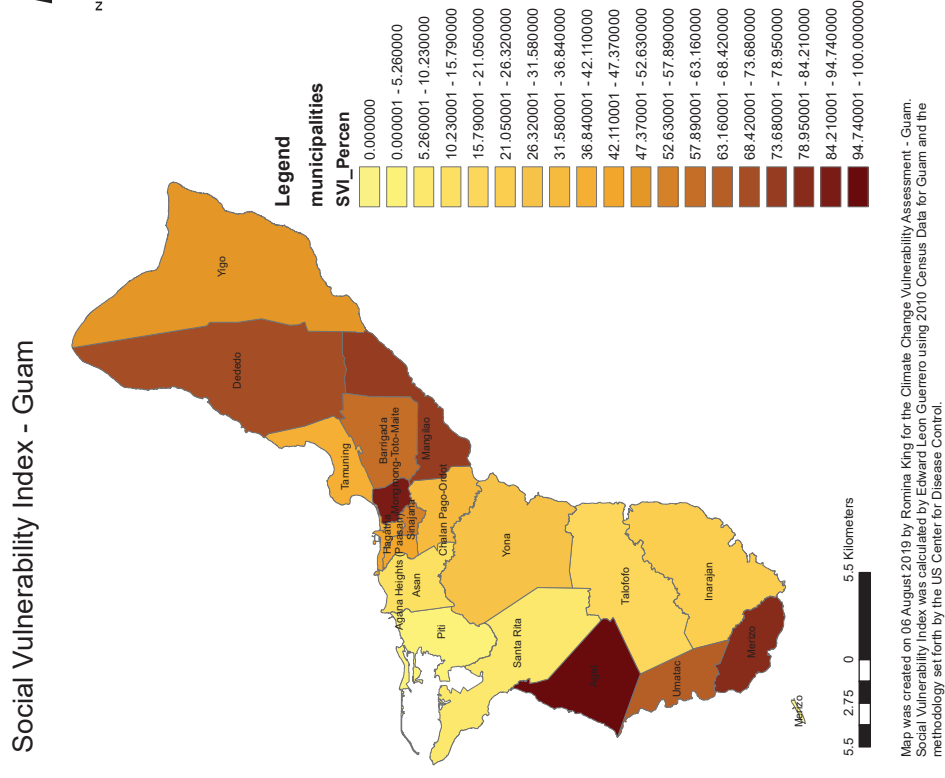 Social Vulnerability Index - Guam
N
Legend
municipalities
SVI_Percen
0.000000
0.000001 - 5.260000
5.260001 - 10.230000
10.230001 - 15.790000
15.790001 - 21.050000
21.050001 - 26.320000
26.320001 - 31.580000
31.580001 - 36.840000
36.840001 - 42.110000
42.110001 - 47.370000
47.370001 - 52.630000
52.630001 - 57.890000
57.890001 - 63.160000
63.160001 - 68.420000
68.420001 - 73.680000
73.680001 - 78.950000
78.950001 - 84.210000
84.210001 - 94.740000
94.740001 - 100.000000
Yigo
Dededo
Tamuning
Barrigada
Mongmong-Toto-Maite
Mangilao
Hagatna
Sinajana
Agana Heights
Asan
Chalan Pago-Ordot
Piti
Yona
Santa Rita
Talofofo
Agat
Inarajan
Umatac
Merizo
Merizo
5.5 2.75 0 5.5 Kilometers
Map was created on 06 August 2019 by Romina King for the Climate Change Vulnerability Assessment - Guam.
Social Vulnerability Index was calculated by Edward Leon Guerrero using 2010 Census Data for Guam and the
methodology set forth by the US Center for Disease Control.